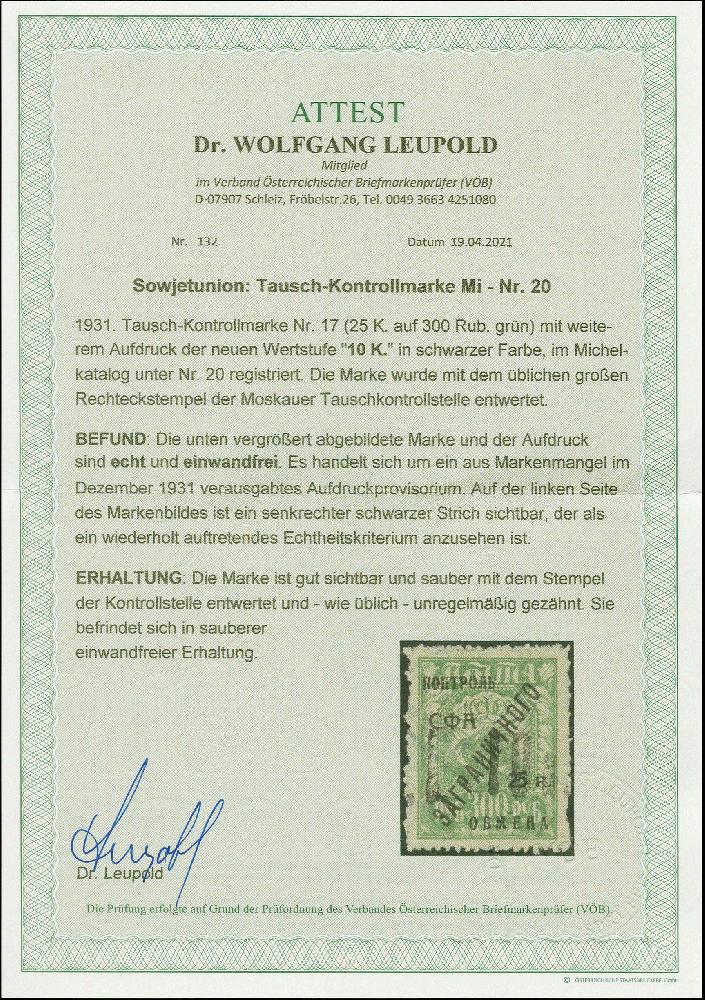 ATTEST
Dr. WOLFGANG LEUPOLD
Mitglied
im Verband Österreichischer Briefmarkenprüfer (VÖB)
D-07907 Schleiz, Fröbelstr.26, Tel. 0049 3663 4251080
Nr. 132 Datum 19.04.2021
Sowjetunion: Tausch-Kontrollmarke Mi - Nr. 20
1931. Tausch-Kontrollmarke Nr. 17 (25 K. auf 300 Rub. grün) mit weite-
rem Aufdruck der neuen Wertstufe "10 K." in schwarzer Farbe, im Michel-
katalog unter Nr. 20 registriert. Die Marke wurde mit dem üblichen großen
Rechteckstempel der Moskauer Tauschkontrollstelle entwertet.
BEFUND: Die unten vergrößert abgebildete Marke und der Aufdruck
sind echt und einwandfrei. Es handelt sich um ein aus Markenmangel im
Dezember 1931 verausgabtes Aufdruckprovisorium. Auf der linken Seite
des Markenbildes ist ein senkrechter schwarzer Strich sichtbar, der als
ein wiederholt auftretendes Echtheitskriterium anzusehen ist.
ERHALTUNG: Die Marke ist gut sichtbar und sauber mit dem Stempel
der Kontrollstelle entwertet und - wie üblich - unregelmäßig gezähnt. Sie
befrindet sich in sauberer
einwandfreier Erhaltung.
КОНТРОЛЬ
СФА
ЗАГРАНИЧНОГО
10
25 к.
ОБМЕНА
Dr. Leupold
Die Prüfung erfolgte auf Grund der Prüfordnung des Verbandes Österreichischer Briefmarkenprüfer (VÖB).
© ÖSTERREICHISCHE STAATSDRUCKEREI GmbH